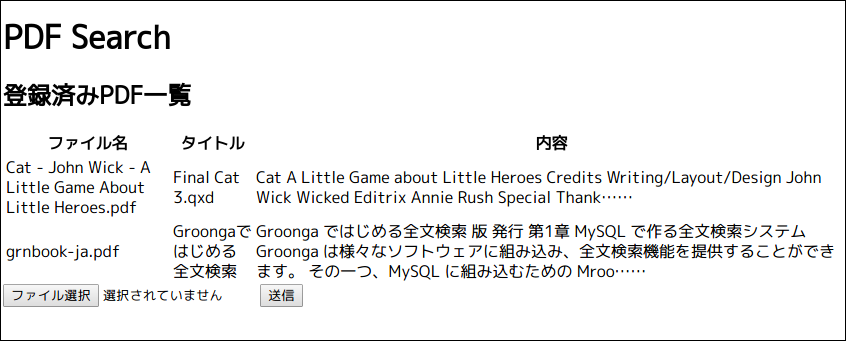 PDF Search
登録済みPDF一覧
ファイル名 タイトル 内容
Cat - John Wick - A
Little Game About
Little Heroes.pdf
Final Cat
3.qxd
Cat A Little Game about Little Heroes Credits Writing/Layout/Design John
Wick Wicked Editrix Annie Rush Special Thank……
grnbook-ja.pdf
Groongaで
はじめる
全文検索
Groonga ではじめる全文検索 版 発行 第1章 MySQL で作る全文検索システム
Groonga は様々なソフトウェアに組み込み、全文検索機能を提供することができ
ます。 その一つ、MySQL に組み込むための Mroo……
ファイル選択 選択されていません 送信